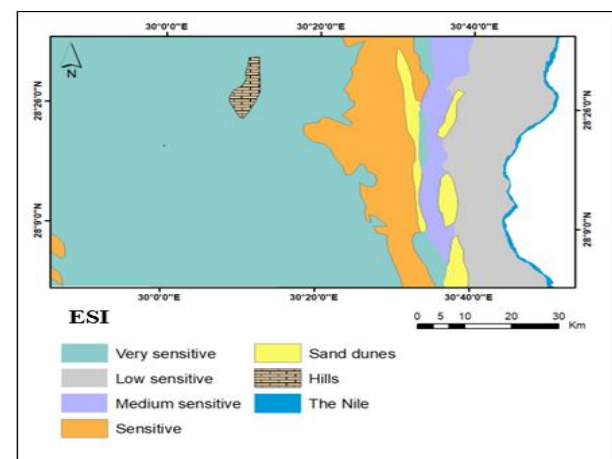 30°0'0"E 30°20'0"E 30°40'0"E
N
28°26'0"N 28°26'0"N
28°9'0"N 28°9'0"N
30°0'0"E 30°20'0"E 30°40'0"E
ESI
0 5 10 20 30
Km
Very sensitive Sand dunes
Low sensitive Hills
Medium sensitive The Nile
Sensitive